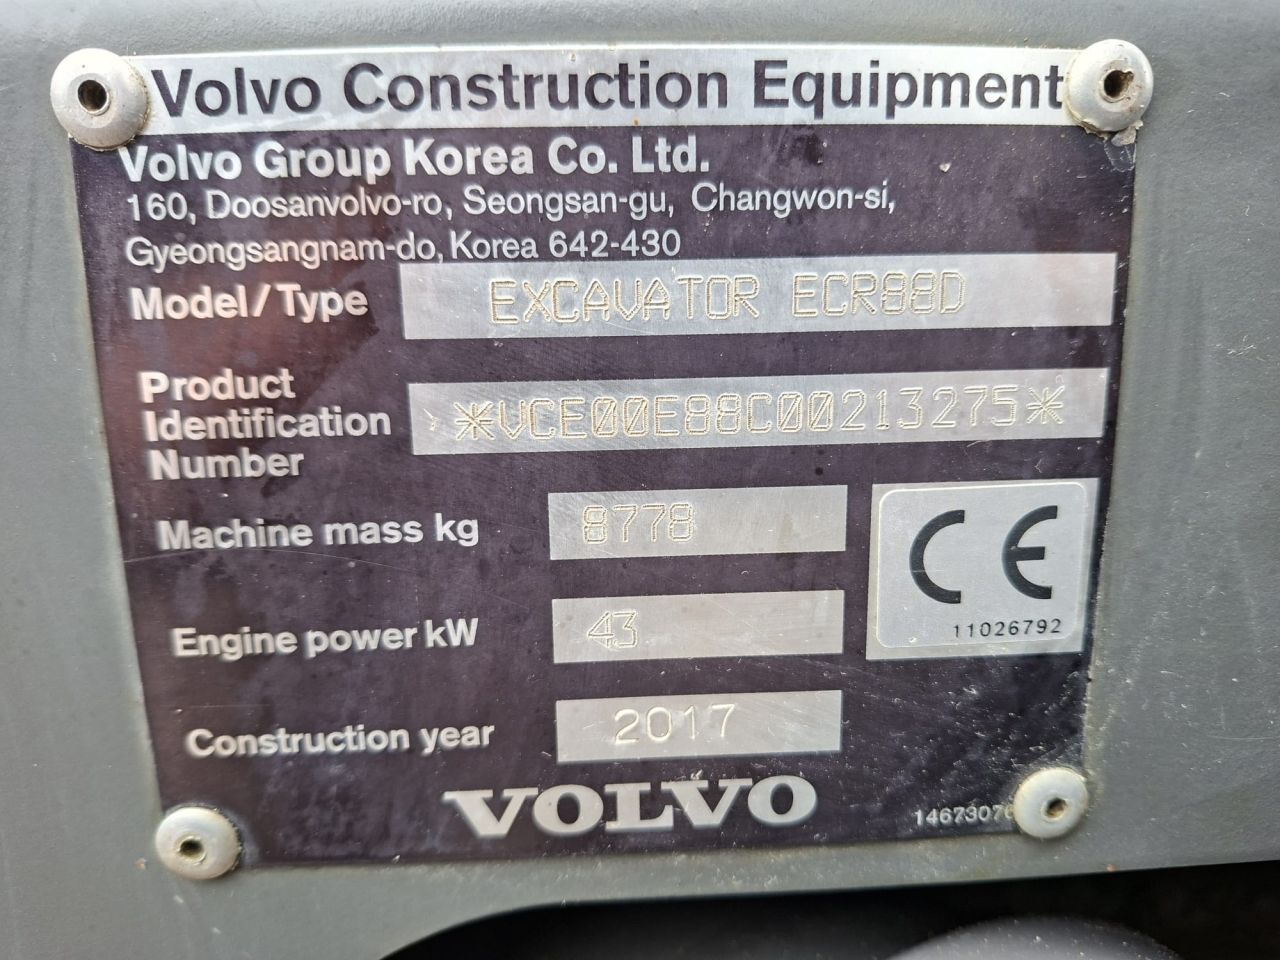 Volvo Construction Equipment
Volvo Group Korea Co. Ltd.
160, Doosanvolvo-ro, Seongsan-gu, Changwon-si,
Gyeongsangnam-do, Korea 642-430
Model/Type EXCAVATOR ECR88D
Product
Identification *VCE00E88C00213275*
Number
Machine mass kg 8778
CE
Engine power kW 43
11026792
Construction year 2017
VOLVO